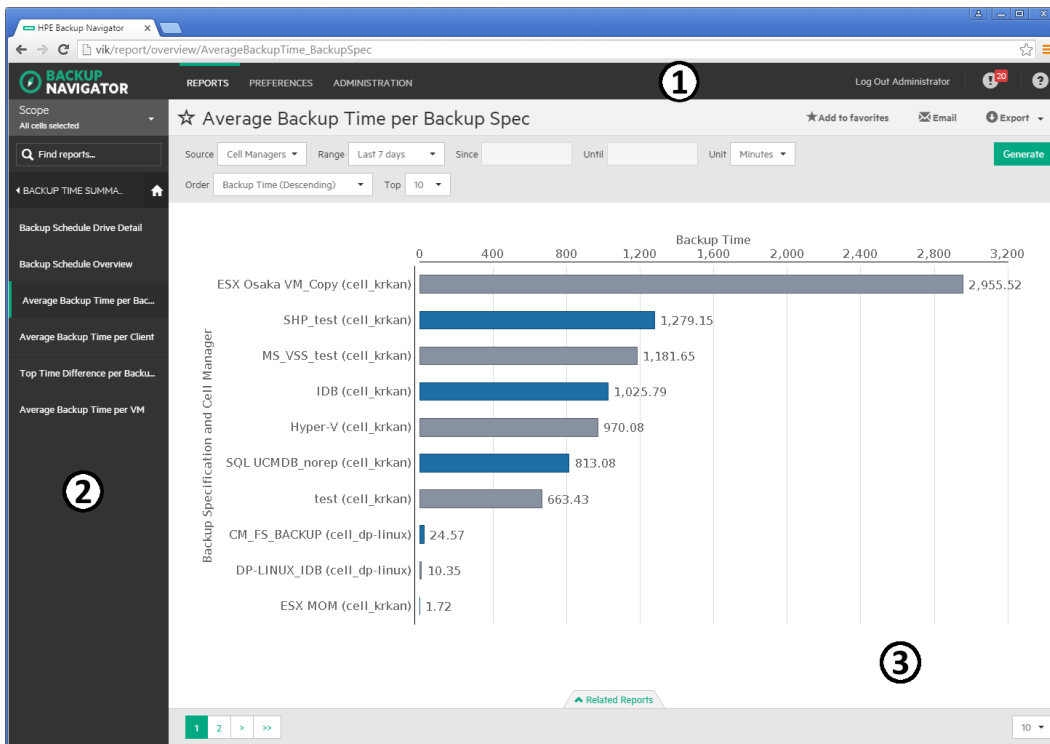 HPE Backup Navigator
vik/report/overview/AverageBackupTime_BackupSpec
BACKUP NAVIGATOR
REPORTS PREFERENCES ADMINISTRATION
1
Log Out Administrator
20
?
Scope
All cells selected
Average Backup Time per Backup Spec
Add to favorites Email Export
Find reports...
Source Cell Managers Range Last 7 days Since Until Unit Minutes Generate
Order Backup Time (Descending) Top 10
BACKUP TIME SUMMA...
Backup Schedule Drive Detail
Backup Schedule Overview
Average Backup Time per Bac...
Average Backup Time per Client
Top Time Difference per Backu...
Average Backup Time per VM
2
Backup Time
0 400 800 1,200 1,600 2,000 2,400 2,800 3,200
Backup Specification and Cell Manager
ESX Osaka VM_Copy (cell_krkan) 2,955.52
SHP_test (cell_krkan) 1,279.15
MS_VSS_test (cell_krkan) 1,181.65
IDB (cell_krkan) 1,025.79
Hyper-V (cell_krkan) 970.08
SQL UCMDB_norep (cell_krkan) 813.08
test (cell_krkan) 663.43
CM_FS_BACKUP (cell_dp-linux) 24.57
DP-LINUX_IDB (cell_dp-linux) 10.35
ESX MOM (cell_krkan) 1.72
3
Related Reports
1 2 > >> 10